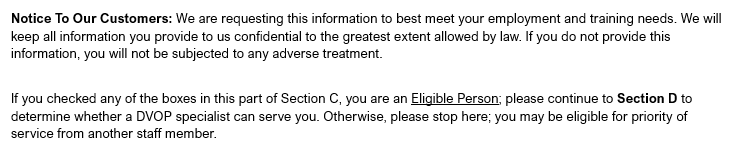 Notice To Our Customers: We are requesting this information to best meet your employment and training needs. We will
keep all information you provide to us confidential to the greatest extent allowed by law. If you do not provide this
information, you will not be subjected to any adverse treatment.
If you checked any of the boxes in this part of Section C, you are an Eligible Person; please continue to Section D to
determine whether a DVOP specialist can serve you. Otherwise, please stop here; you may be eligible for priority of
service from another staff member.